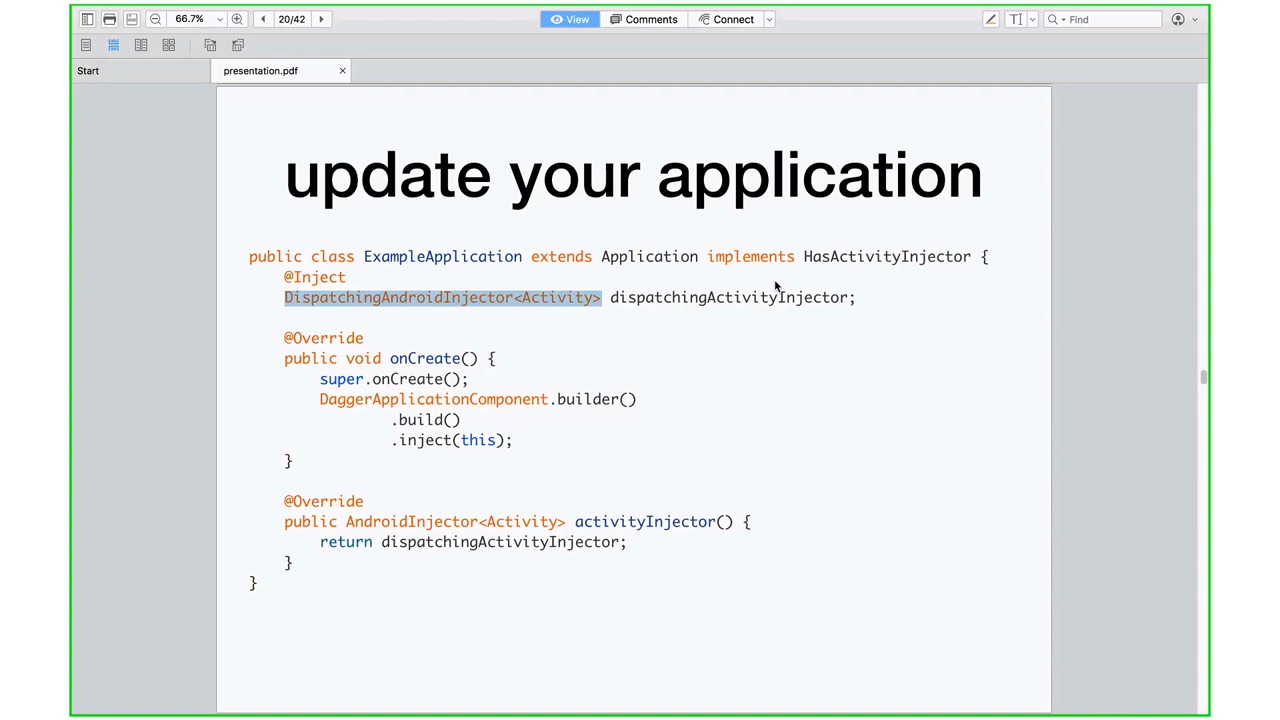 66.7%
20/42
View
Comments
Connect
Find
Start
presentation.pdf
update your application
public class ExampleApplication extends Application implements HasActivityInjector {
@Inject
DispatchingAndroidInjector<Activity> dispatchingActivityInjector;
@Override
public void onCreate() {
super.onCreate();
DaggerApplicationComponent.builder()
.build()
.inject(this);
}
@Override
public AndroidInjector<Activity> activityInjector() {
return dispatchingActivityInjector;
}
}